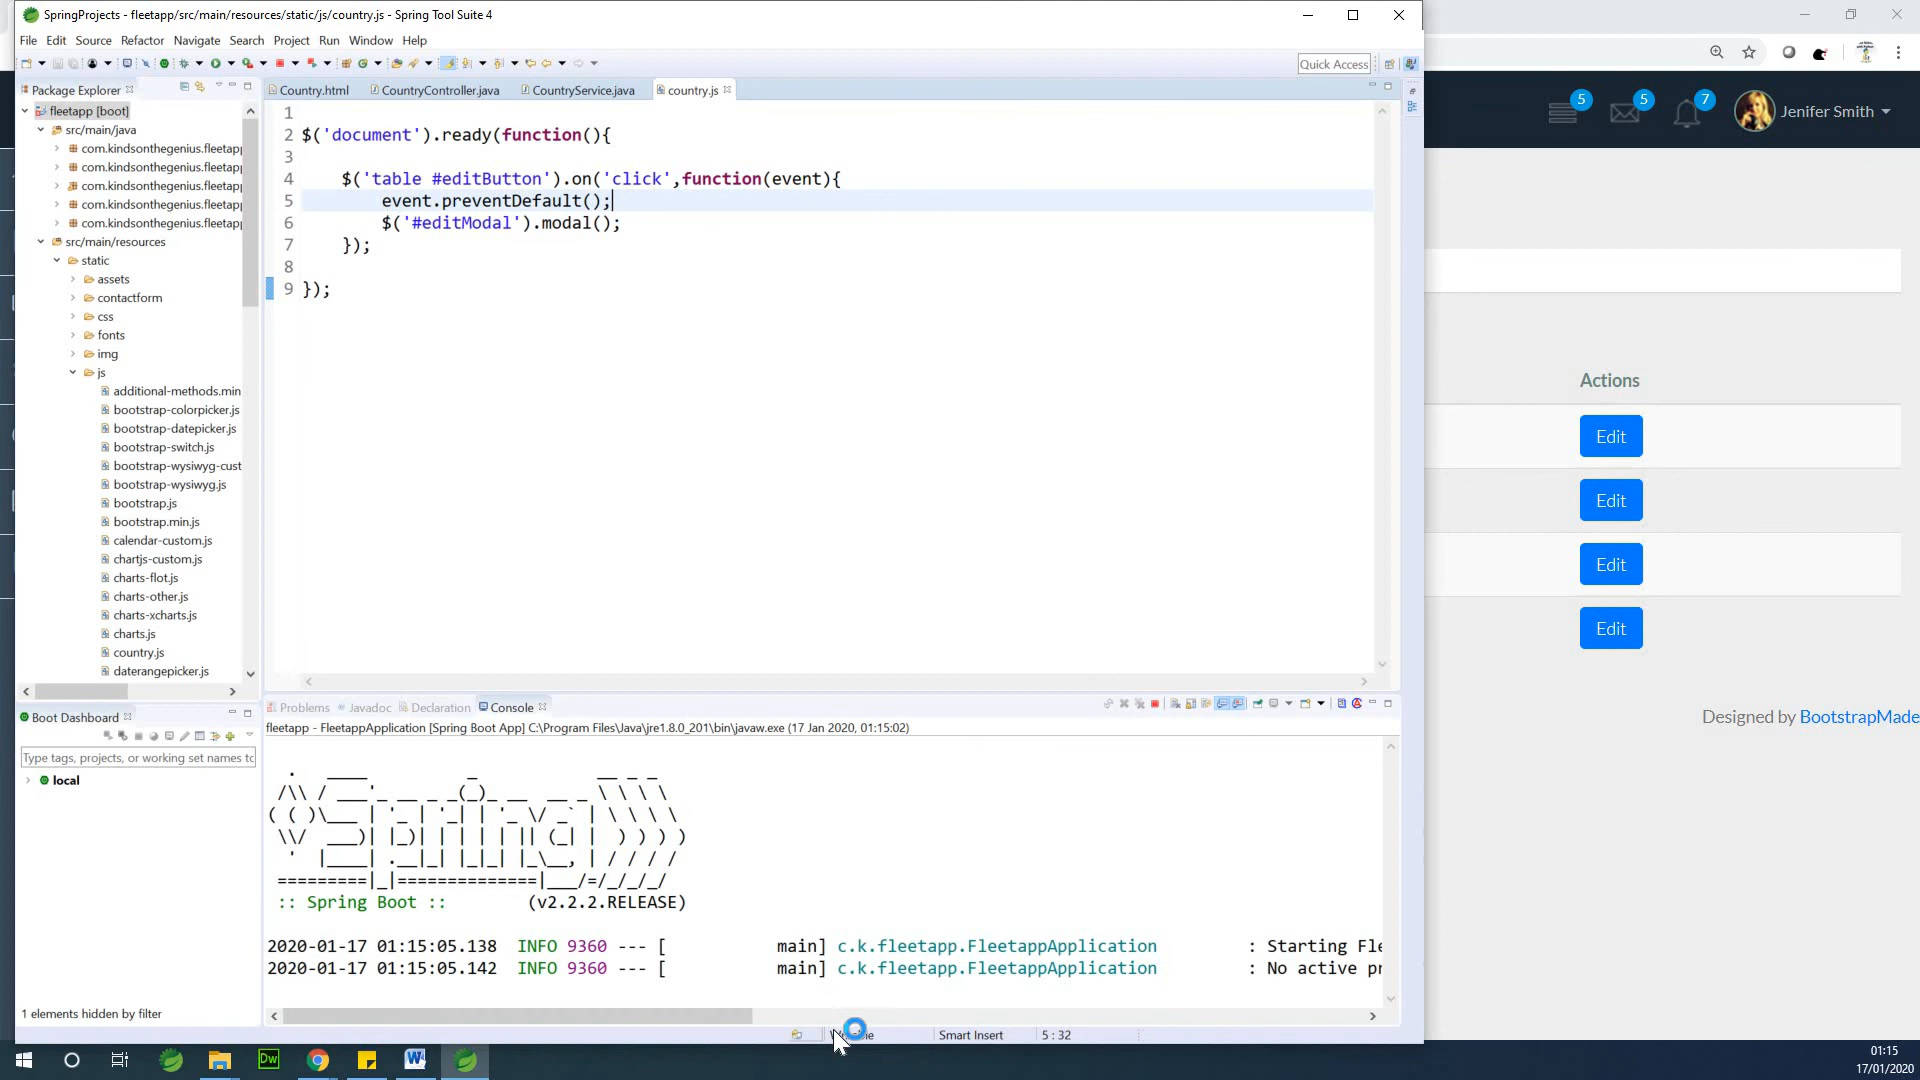 SpringProjects - fleetapp/src/main/resources/static/js/country.js - Spring Tool Suite 4
File Edit Source Refactor Navigate Search Project Run Window Help
Quick Access
Package Explorer
fleetapp [boot]
src/main/java
com.kindsonthegenius.fleetapp
com.kindsonthegenius.fleetapp
com.kindsonthegenius.fleetapp
com.kindsonthegenius.fleetapp
com.kindsonthegenius.fleetapp
src/main/resources
static
assets
contactform
css
fonts
img
js
additional-methods.min
bootstrap-colorpicker.js
bootstrap-datepicker.js
bootstrap-switch.js
bootstrap-wysiwyg-cust
bootstrap-wysiwyg.js
bootstrap.js
bootstrap.min.js
calendar-custom.js
chartjs-custom.js
charts-flot.js
charts-other.js
charts-xcharts.js
charts.js
country.js
daterangepicker.js
Country.html CountryController.java CountryService.java country.js
1
2 $('document').ready(function(){
3
4 $('table #editButton').on('click',function(event){
5 event.preventDefault();
6 $('#editModal').modal();
7 });
8
9 });
Boot Dashboard
Type tags, projects, or working set names to
local
1 elements hidden by filter
Problems Javadoc Declaration Console
fleetapp - FleetappApplication [Spring Boot App] C:\Program Files\Java\jre1.8.0_201\bin\javaw.exe (17 Jan 2020, 01:15:02)
:: Spring Boot :: (v2.2.2.RELEASE)
2020-01-17 01:15:05.138 INFO 9360 --- [ main] c.k.fleetapp.FleetappApplication : Starting Fle
2020-01-17 01:15:05.142 INFO 9360 --- [ main] c.k.fleetapp.FleetappApplication : No active pr
Smart Insert 5 : 32
5 5 7 Jenifer Smith
Actions
Edit
Edit
Edit
Edit
Designed by BootstrapMade
Dw
01:15
17/01/2020